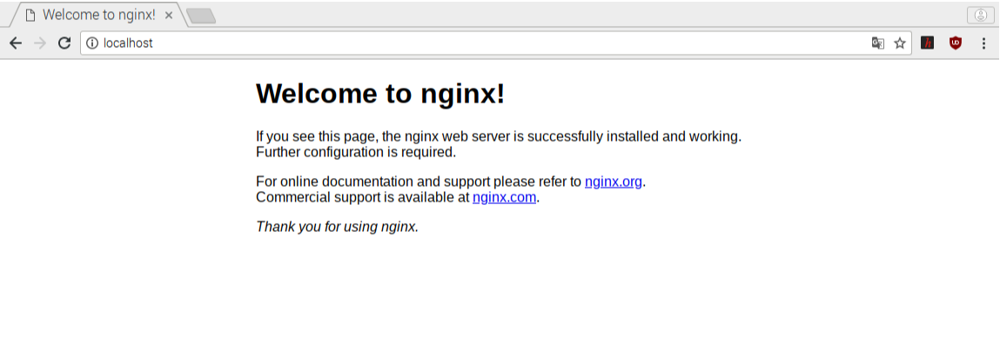 Welcome to nginx!
localhost
Welcome to nginx!
If you see this page, the nginx web server is successfully installed and working.
Further configuration is required.
For online documentation and support please refer to nginx.org.
Commercial support is available at nginx.com.
Thank you for using nginx.